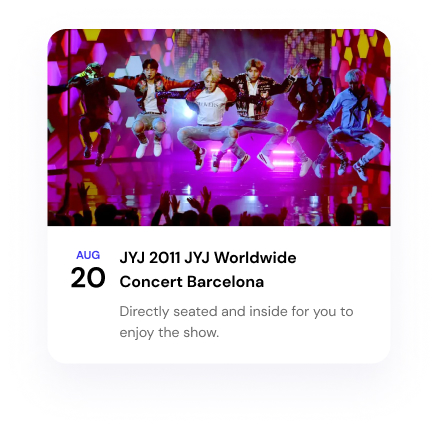 AUG
20
JYJ 2011 JYJ Worldwide
Concert Barcelona
Directly seated and inside for you to
enjoy the show.